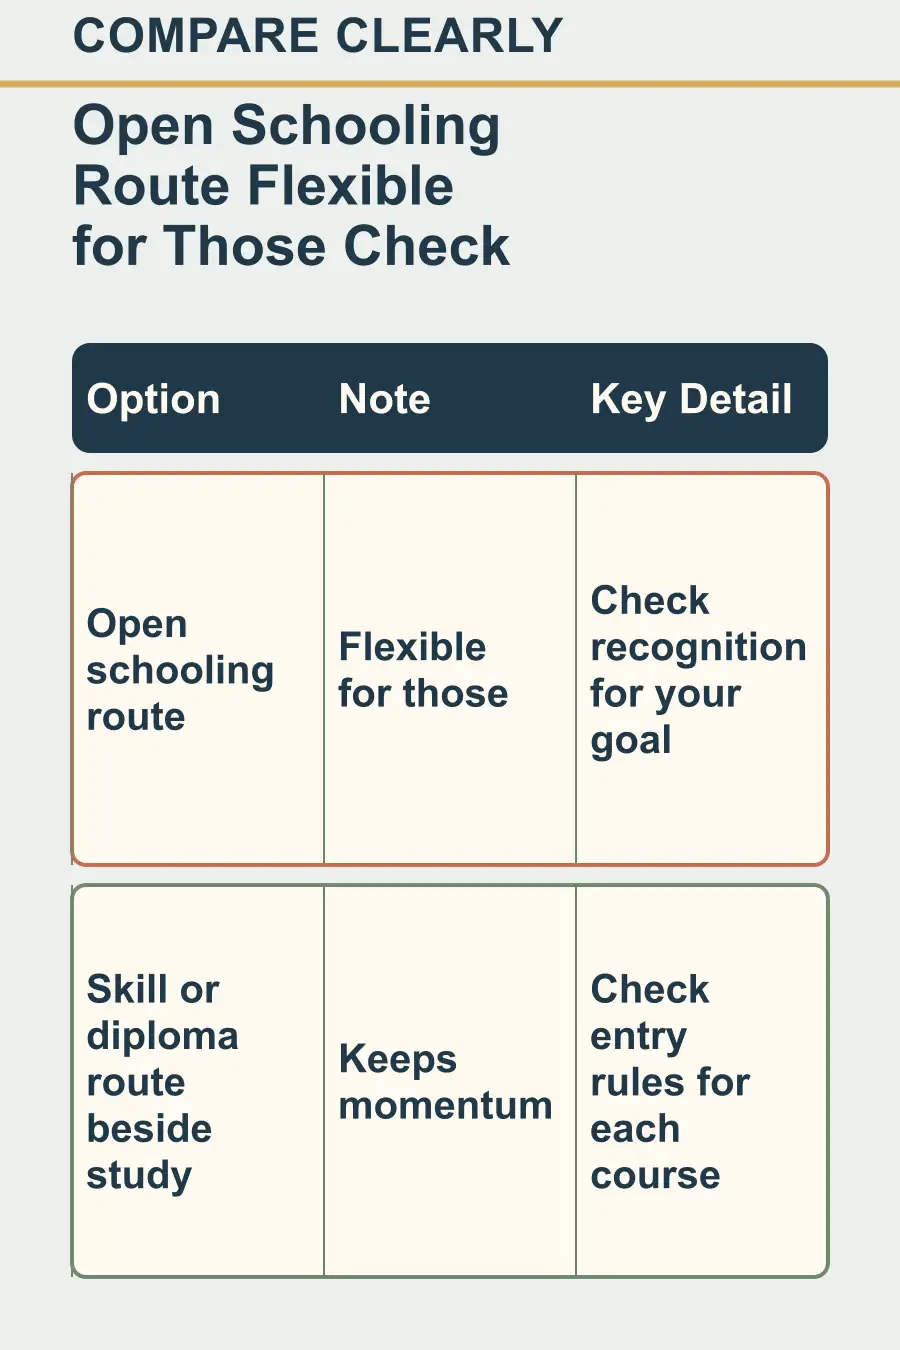 COMPARE CLEARLY
Open Schooling
Route Flexible
for Those Check
Option Note Key Detail
Open
schooling
route
Flexible
for those
Check
recognition
for your
goal
Skill or
diploma
route
beside
study
Keeps
momentum
Check
entry
rules for
each
course